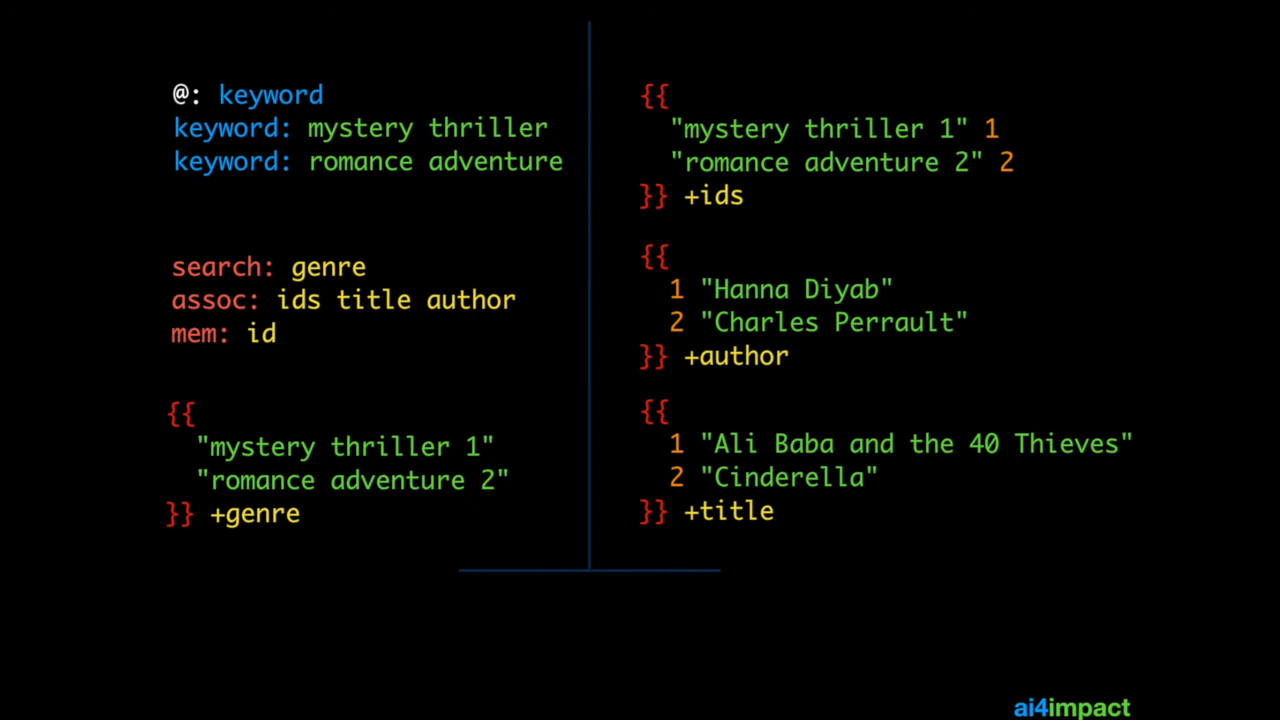 @: keyword
keyword: mystery thriller
keyword: romance adventure
search: genre
assoc: ids title author
mem: id
{{
"mystery thriller 1"
"romance adventure 2"
}} +genre
{{
"mystery thriller 1" 1
"romance adventure 2" 2
}} +ids
{{
1 "Hanna Diyab"
2 "Charles Perrault"
}} +author
{{
1 "Ali Baba and the 40 Thieves"
2 "Cinderella"
}} +title
ai4impact